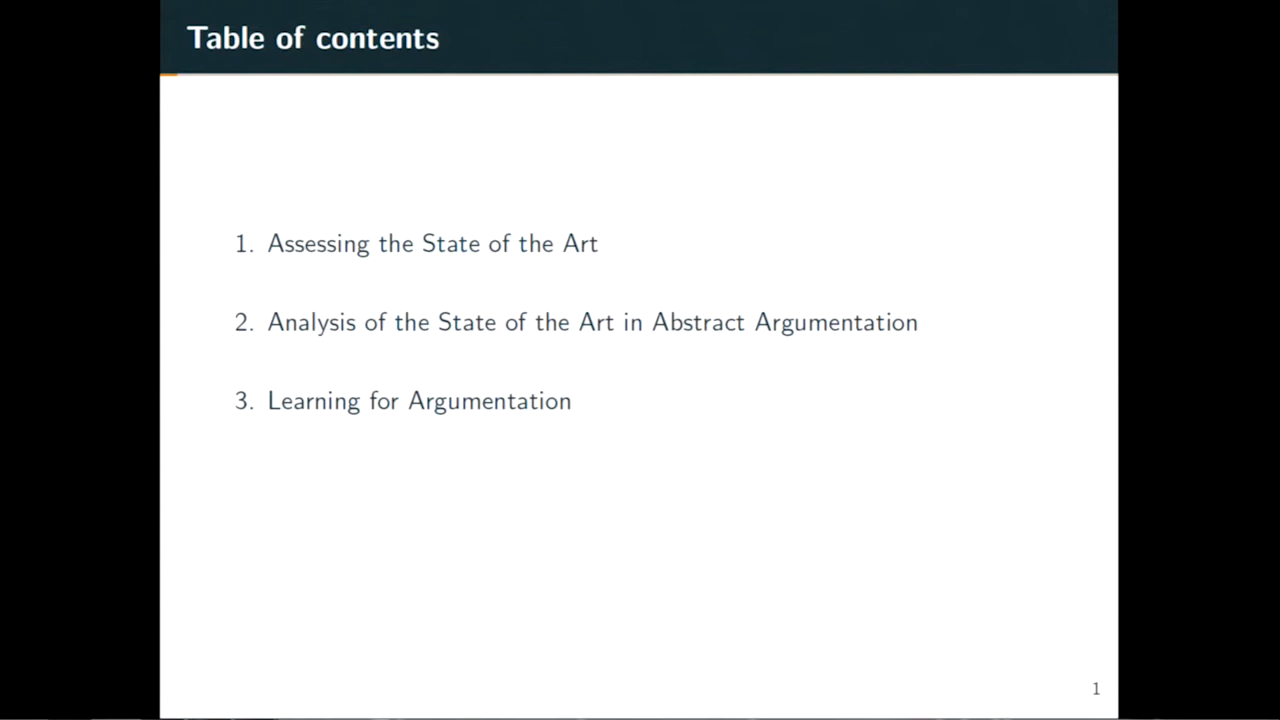 Table of contents
1. Assessing the State of the Art
2. Analysis of the State of the Art in Abstract Argumentation
3. Learning for Argumentation
1